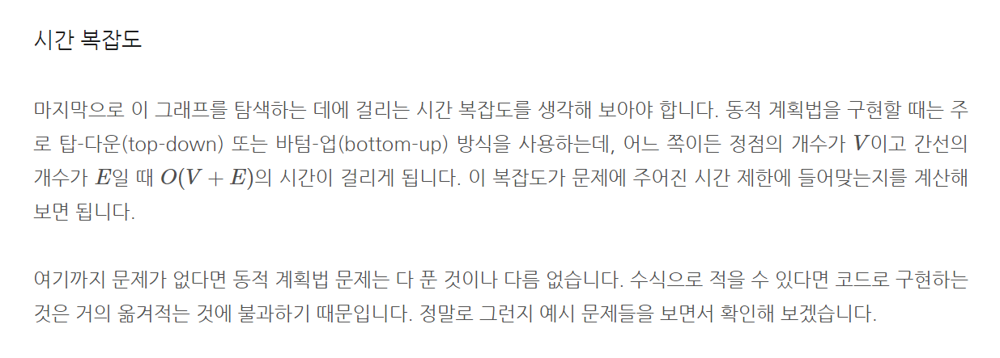 시간 복잡도
마지막으로 이 그래프를 탐색하는 데에 걸리는 시간 복잡도를 생각해 보아야 합니다. 동적 계획법을 구현할 때는 주
로 탑-다운(top-down) 또는 바텀-업(bottom-up) 방식을 사용하는데, 어느 쪽이든 정점의 개수가 V이고 간선의
개수가 E일 때 O(V + E)의 시간이 걸리게 됩니다. 이 복잡도가 문제에 주어진 시간 제한에 들어맞는지를 계산해
보면 됩니다.
여기까지 문제가 없다면 동적 계획법 문제는 다 푼 것이나 다름 없습니다. 수식으로 적을 수 있다면 코드로 구현하는
것은 거의 옮겨적는 것에 불과하기 때문입니다. 정말로 그런지 예시 문제들을 보면서 확인해 보겠습니다.